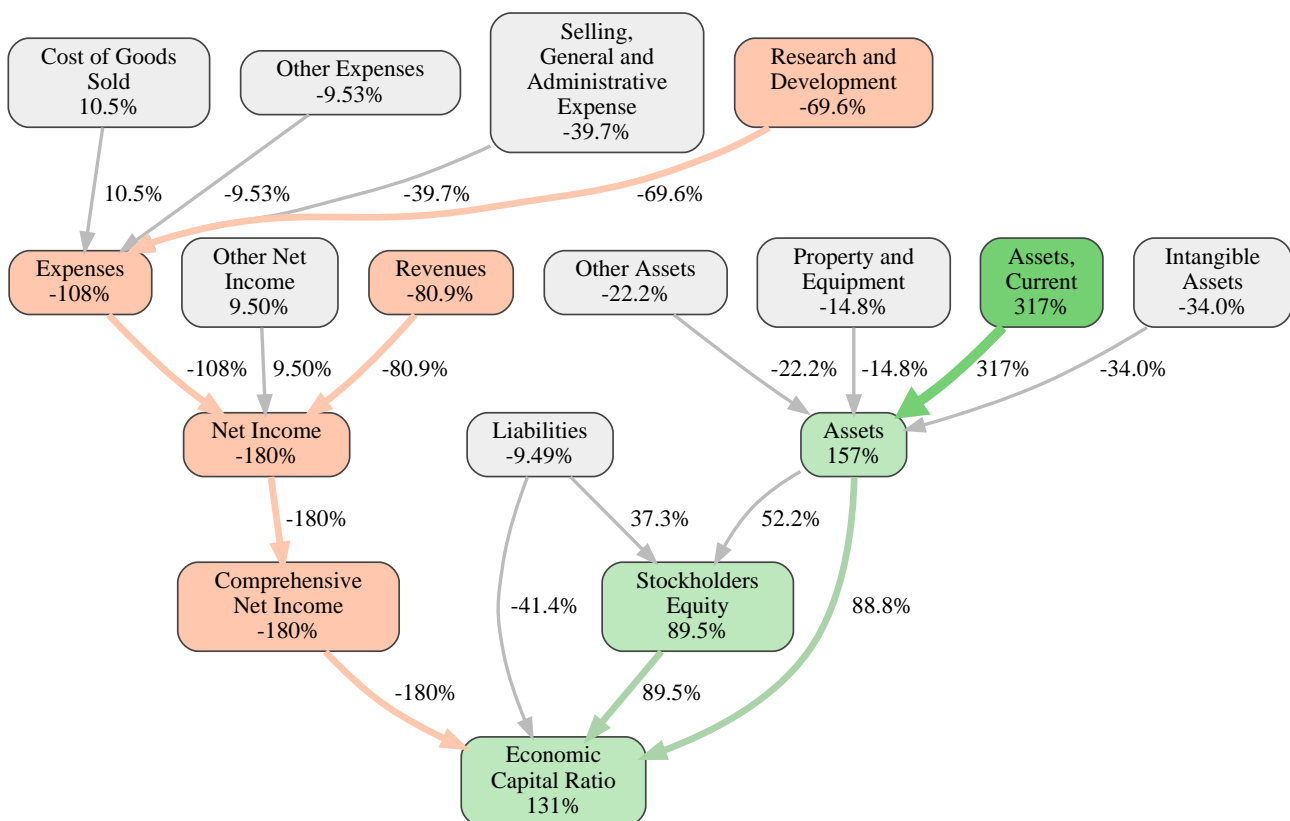 Cost of Goods
Sold
10.5%
Other Expenses
-9.53%
Selling,
General and
Administrative
Expense
-39.7%
Research and
Development
-69.6%
10.5%
-9.53%
-39.7%
-69.6%
Expenses
-108%
Other Net
Income
9.50%
Revenues
-80.9%
Other Assets
-22.2%
Property and
Equipment
-14.8%
Assets,
Current
317%
Intangible
Assets
-34.0%
-108%
9.50%
-80.9%
-22.2%
-14.8%
317%
-34.0%
Net Income
-180%
Liabilities
-9.49%
Assets
157%
-180%
37.3%
52.2%
Comprehensive
Net Income
-180%
-41.4%
Stockholders
Equity
89.5%
88.8%
-180%
89.5%
Economic
Capital Ratio
131%